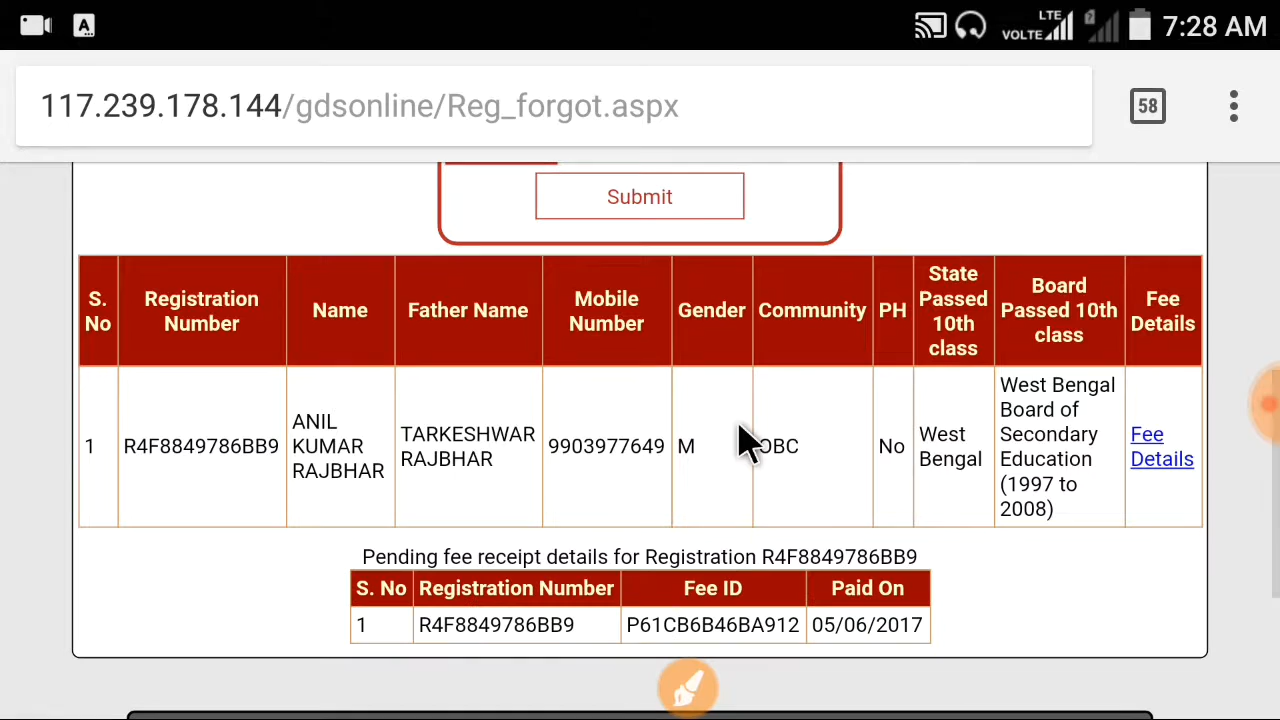 A LTE VOLTE ? 7:28 AM
117.239.178.144/gdsonline/Reg_forgot.aspx 58
Submit
S. No Registration Number Name Father Name Mobile Number Gender Community PH State Passed 10th class Board Passed 10th class Fee Details
1 R4F8849786BB9 ANIL KUMAR RAJBHAR TARKESHWAR RAJBHAR 9903977649 M OBC No West Bengal West Bengal Board of Secondary Education (1997 to 2008) Fee Details
Pending fee receipt details for Registration R4F8849786BB9
S. No Registration Number Fee ID Paid On
1 R4F8849786BB9 P61CB6B46BA912 05/06/2017